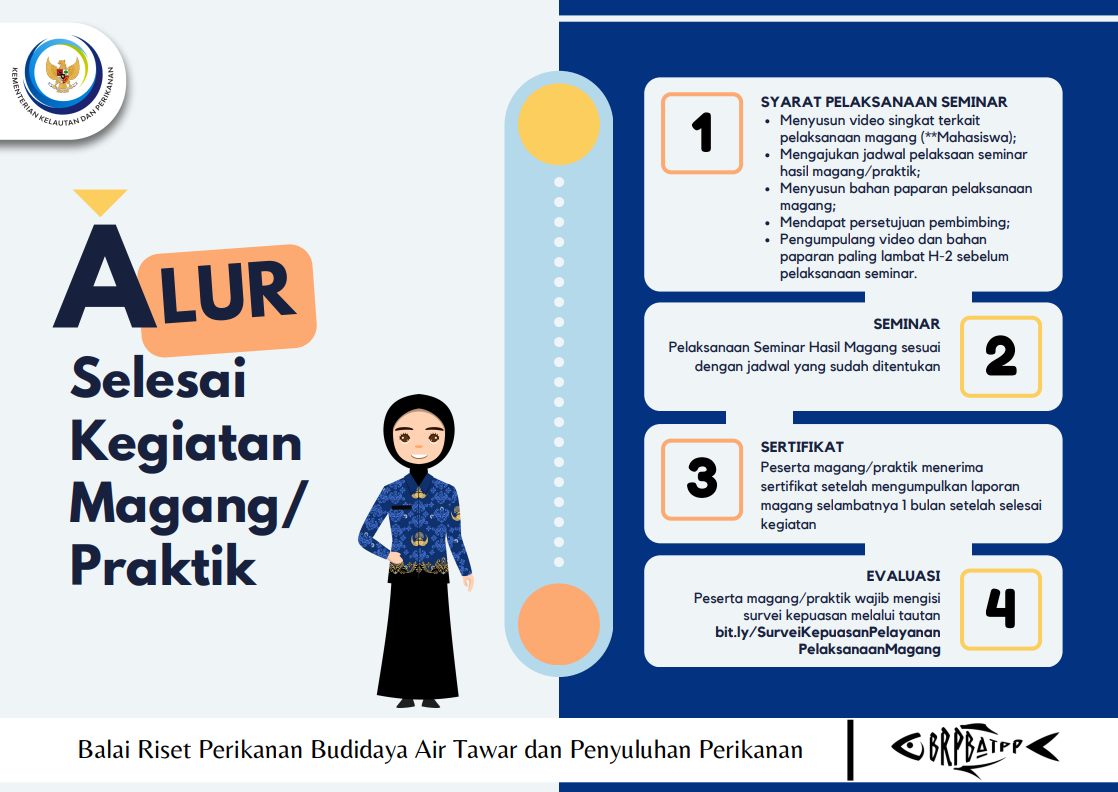 KEMENTERIAN KELAUTAN DAN PERIKANAN
ALUR
Selesai
Kegiatan
Magang/
Praktik
1
SYARAT PELAKSANAAN SEMINAR
• Menyusun video singkat terkait
pelaksanaan magang (**Mahasiswa);
• Mengajukan jadwal pelaksaan seminar
hasil magang/praktik;
• Menyusun bahan paparan pelaksanaan
magang;
• Mendapat persetujuan pembimbing;
• Pengumpulang video dan bahan
paparan paling lambat H-2 sebelum
pelaksanaan seminar.
SEMINAR
Pelaksanaan Seminar Hasil Magang sesuai
dengan jadwal yang sudah ditentukan
2
3
SERTIFIKAT
Peserta magang/praktik menerima
sertifikat setelah mengumpulkan laporan
magang selambatnya 1 bulan setelah selesai
kegiatan
EVALUASI
Peserta magang/praktik wajib mengisi
survei kepuasan melalui tautan
bit.ly/SurveiKepuasanPelayanan
PelaksanaanMagang
4
Balai Riset Perikanan Budidaya Air Tawar dan Penyuluhan Perikanan
BRPBATPP